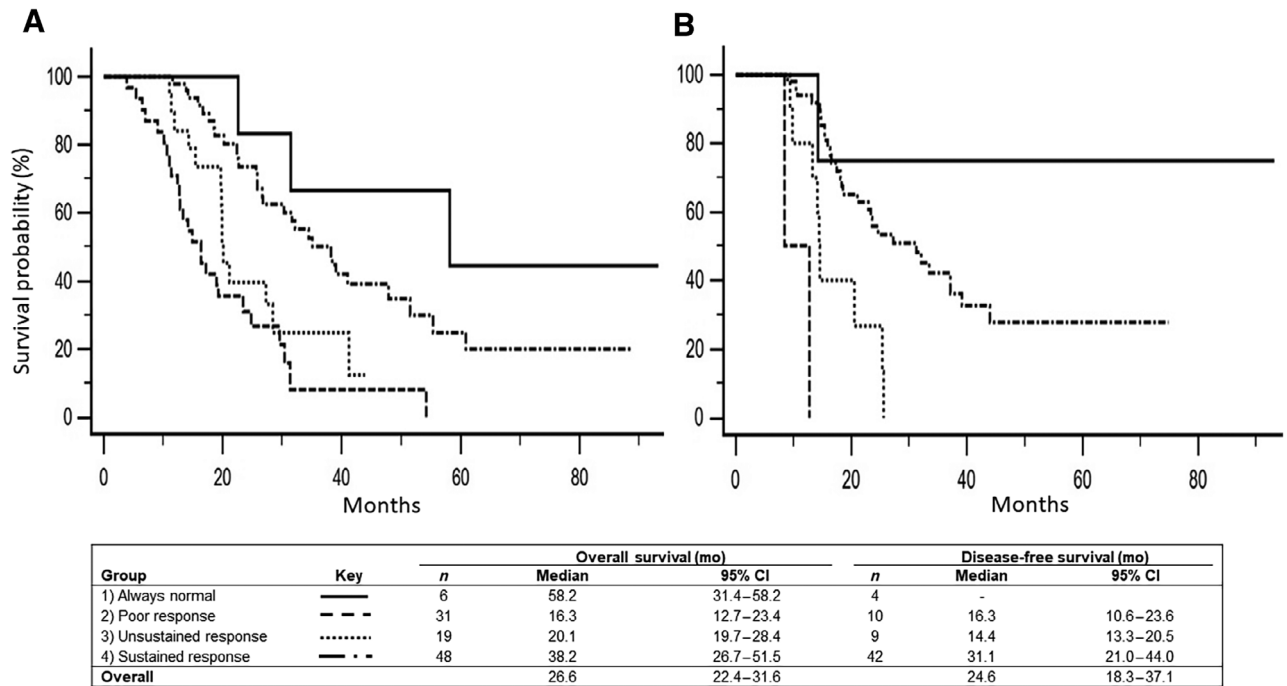 A
B
Survival probability (%)
100
80
60
40
20
0
0 20 40 60 80
Months
100
80
60
40
20
0
0 20 40 60 80
Months
Overall survival (mo) Disease-free survival (mo)
Group Key n Median 95% CI n Median 95% CI
1) Always normal 6 58.2 31.4–58.2 4 -
2) Poor response 31 16.3 12.7–23.4 10 16.3 10.6–23.6
3) Unsustained response 19 20.1 19.7–28.4 9 14.4 13.3–20.5
4) Sustained response 48 38.2 26.7–51.5 42 31.1 21.0–44.0
Overall 26.6 22.4–31.6 24.6 18.3–37.1